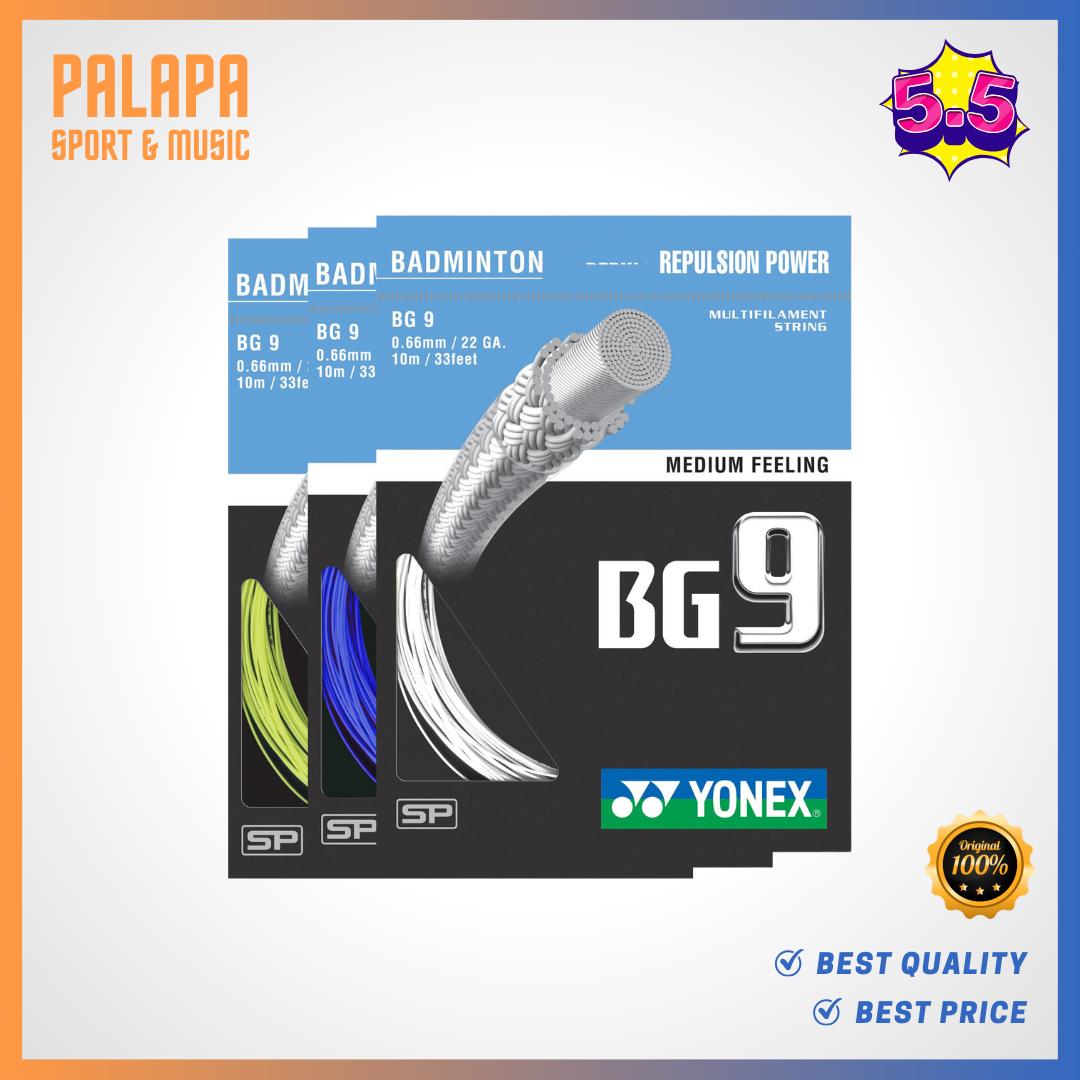 PALAPA
SPORT & MUSIC
5.5
BADM
BG 9
0.66mm /
10m / 33fe
SP
BADM
BG 9
0.66mm
10m / 33
SP
BADMINTON
REPULSION POWER
BG 9
0.66mm / 22 GA.
10m / 33feet
MULTIFILAMENT
STRING
MEDIUM FEELING
BG9
SP
YONEX®
Original
100%
BEST QUALITY
BEST PRICE